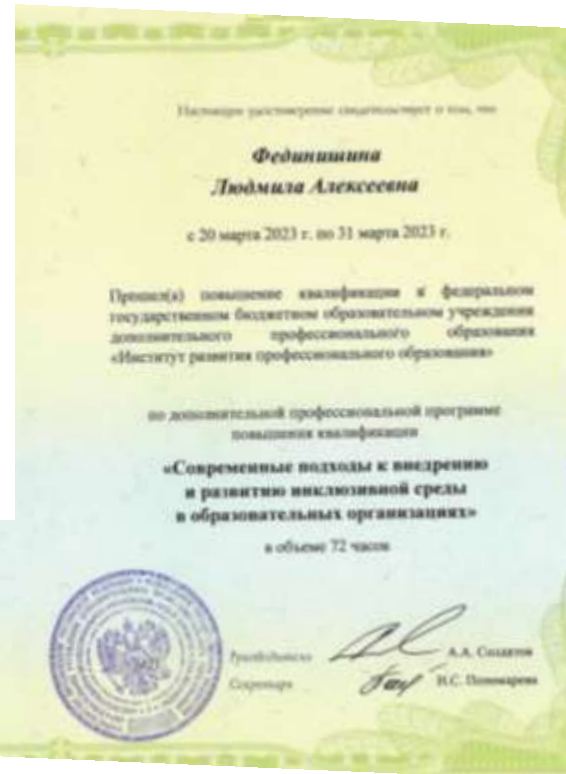 Настоящее удостоверение свидетельствует о том, что
Фединишина
Людмила Алексеевна
с 20 марта 2023 г. по 31 марта 2023 г.
Прошел(а) повышение квалификации в федеральном
государственном бюджетном образовательном учреждении
дополнительного профессионального образования
«Институт развития профессионального образования»
по дополнительной профессиональной программе
повышения квалификации
«Современные подходы к внедрению
и развитию инклюзивной среды
в образовательных организациях»
в объеме 72 часов
Руководитель А.А.
Секретарь Н.С. Пономарева